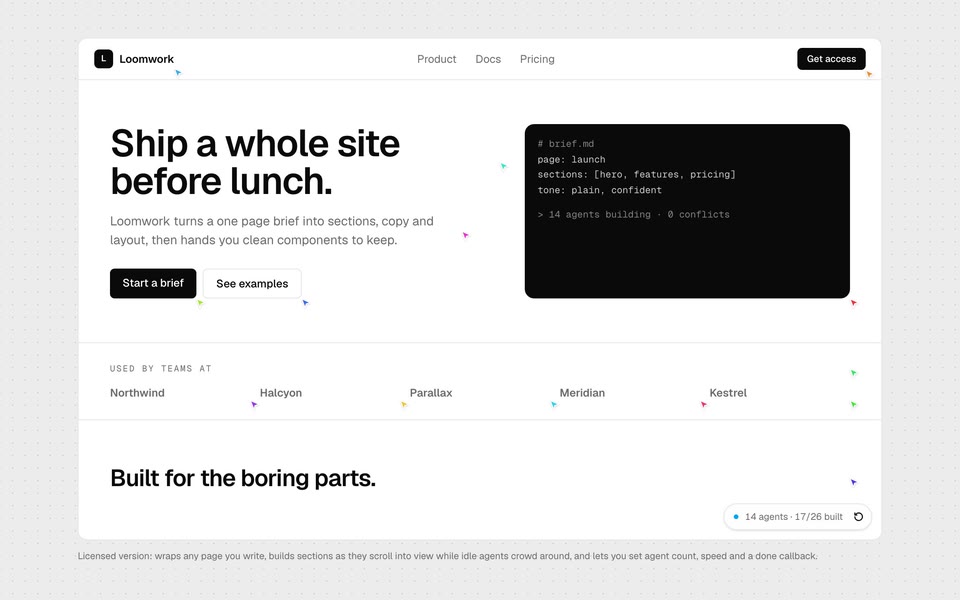 L Loomwork Product Docs Pricing Get access
Ship a whole site
before lunch.
Loomwork turns a one page brief into sections, copy and
layout, then hands you clean components to keep.
Start a brief See examples
# brief.md
page: launch
sections: [hero, features, pricing]
tone: plain, confident
> 14 agents building · 0 conflicts
USED BY TEAMS AT
Northwind Halcyon Parallax Meridian Kestrel
Built for the boring parts.
14 agents · 17/26 built
Licensed version: wraps any page you write, builds sections as they scroll into view while idle agents crowd around, and lets you set agent count, speed and a done callback.